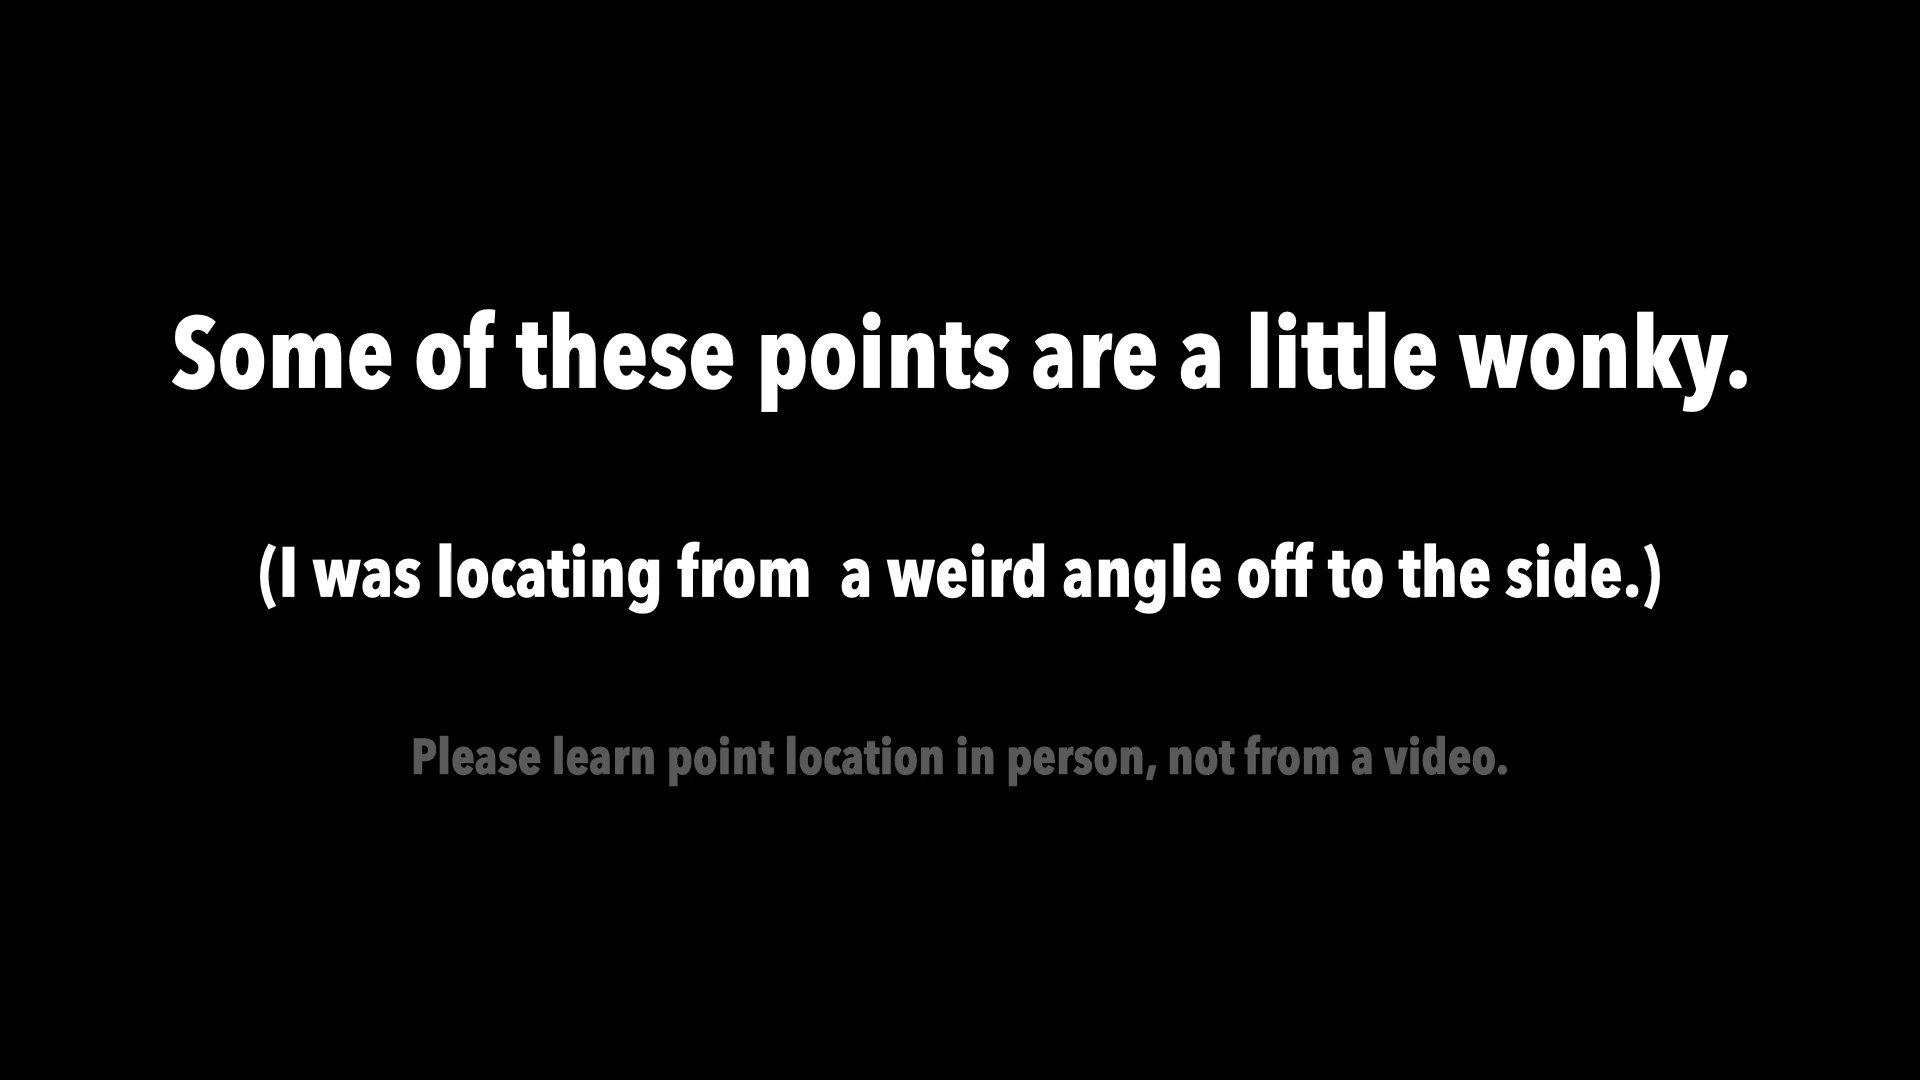 Some of these points are a little wonky.
(I was locating from  a weird angle off to the side.)
Please learn point location in person, not from a video.